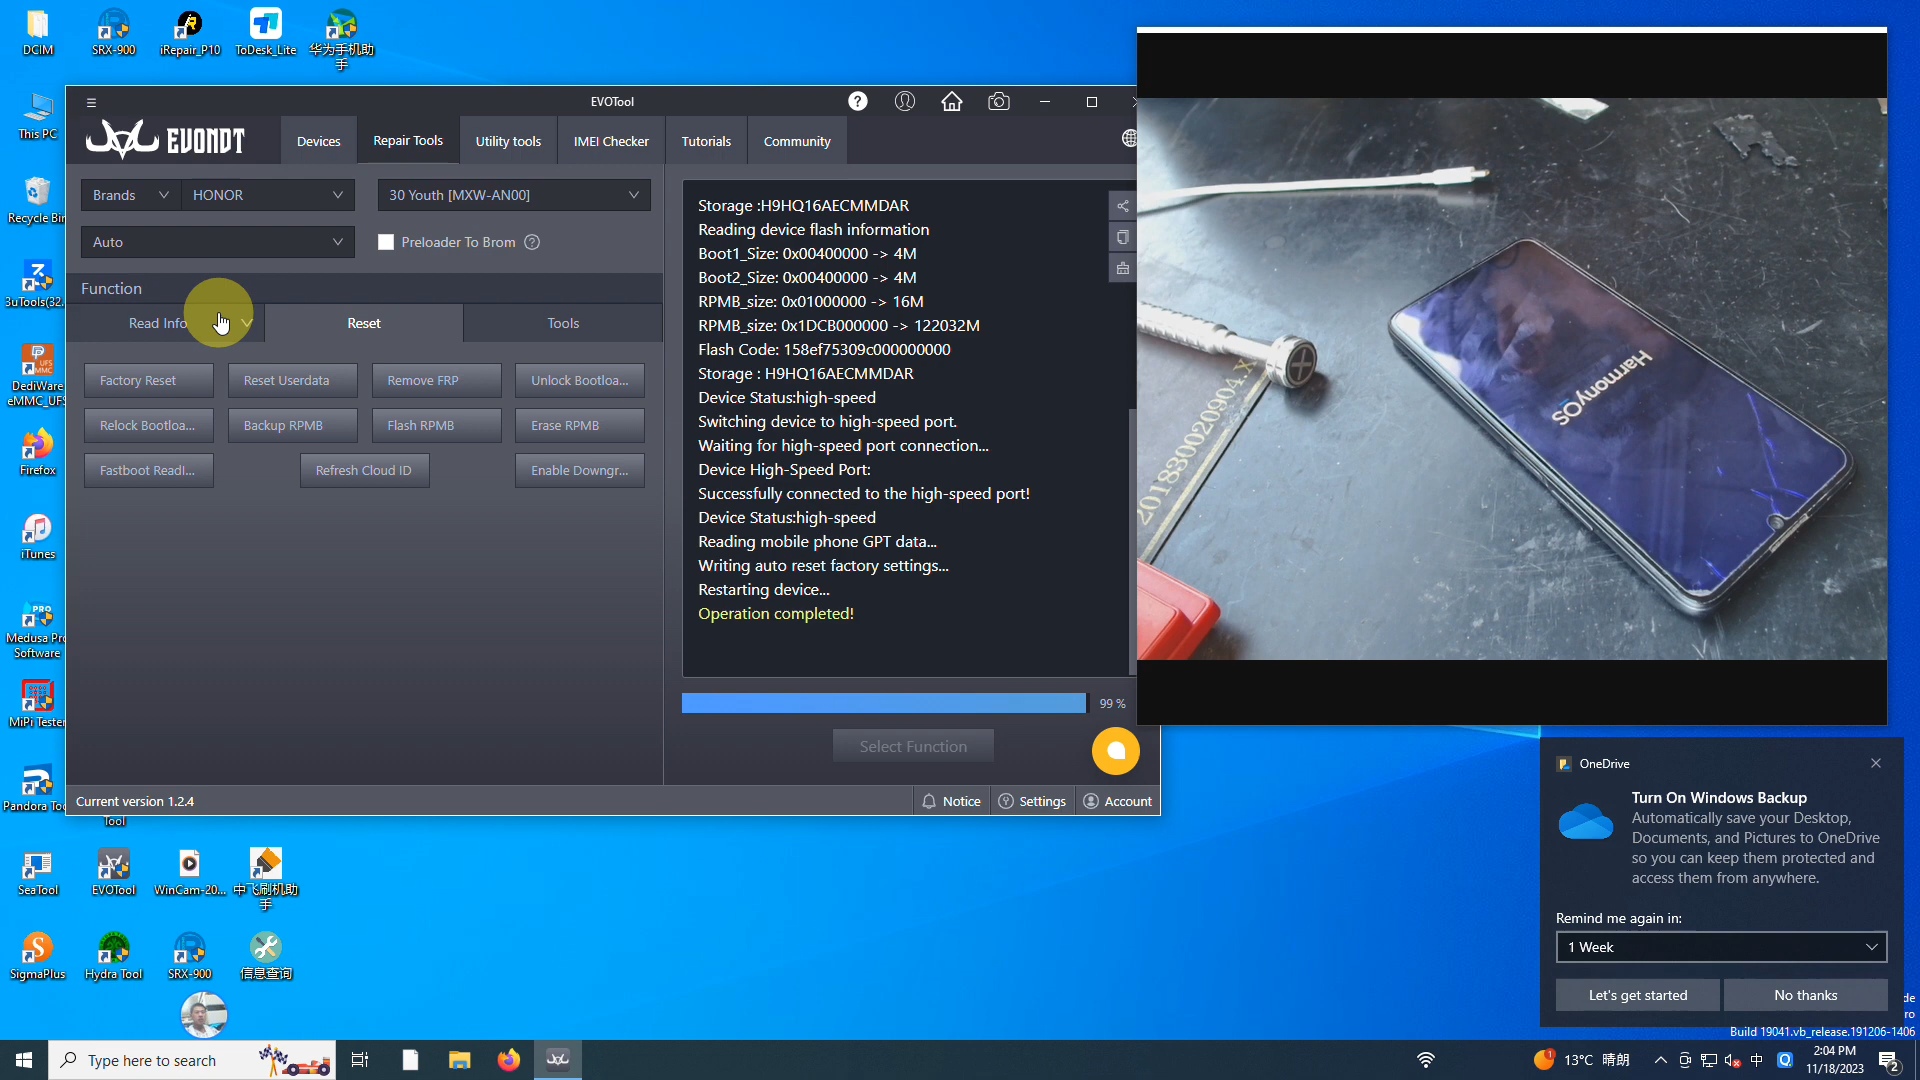 DCIM
SRX-900
iRepair_P10
ToDesk_Lite
华为手机助手
This PC
Recycle Bin
3uTools(32.
DediWare
eMMC_UFS
Firefox
iTunes
Medusa Pro
Software
MiPi Tester
Pandora Too
Tool
SeaTool
EVOTool
WinCam-20...
中飞刷机助手
SigmaPlus
Hydra Tool
SRX-900
信息查询
EVOTool
EVONDT
Devices
Repair Tools
Utility tools
IMEI Checker
Tutorials
Community
Brands
HONOR
30 Youth [MXW-AN00]
Auto
Preloader To Brom
Function
Read Info
Reset
Tools
Factory Reset
Reset Userdata
Remove FRP
Unlock Bootloa...
Relock Bootloa...
Backup RPMB
Flash RPMB
Erase RPMB
Fastboot ReadI...
Refresh Cloud ID
Enable Downgr...
Storage :H9HQ16AECMMDAR
Reading device flash information
Boot1_Size: 0x00400000 -> 4M
Boot2_Size: 0x00400000 -> 4M
RPMB_size: 0x01000000 -> 16M
RPMB_size: 0x1DCB000000 -> 122032M
Flash Code: 158ef75309c000000000
Storage : H9HQ16AECMMDAR
Device Status:high-speed
Switching device to high-speed port.
Waiting for high-speed port connection...
Device High-Speed Port:
Successfully connected to the high-speed port!
Device Status:high-speed
Reading mobile phone GPT data...
Writing auto reset factory settings...
Restarting device...
Operation completed!
99 %
Select Function
Current version 1.2.4
Notice
Settings
Account
HarmonyOS
201830020904.X
OneDrive
Turn On Windows Backup
Automatically save your Desktop,
Documents, and Pictures to OneDrive
so you can keep them protected and
access them from anywhere.
Remind me again in:
1 Week
Let's get started
No thanks
de
ro
Build 19041.vb_release.191206-1406
Type here to search
13°C 晴朗
中
2:04 PM
11/18/2023
2